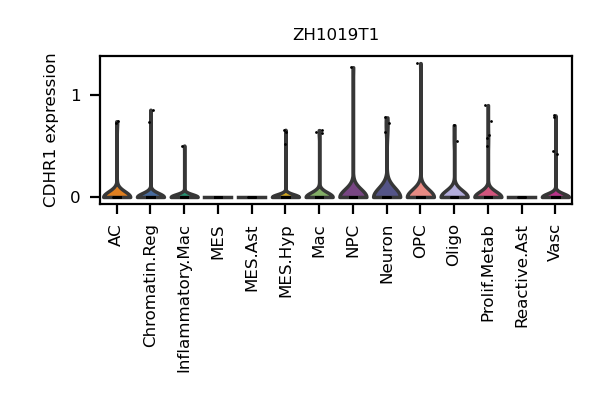 ZH1019T1
CDHR1 expression
1
0
AC
Chromatin.Reg
Inflammatory.Mac
MES
MES.Ast
MES.Hyp
Mac
NPC
Neuron
OPC
Oligo
Prolif.Metab
Reactive.Ast
Vasc